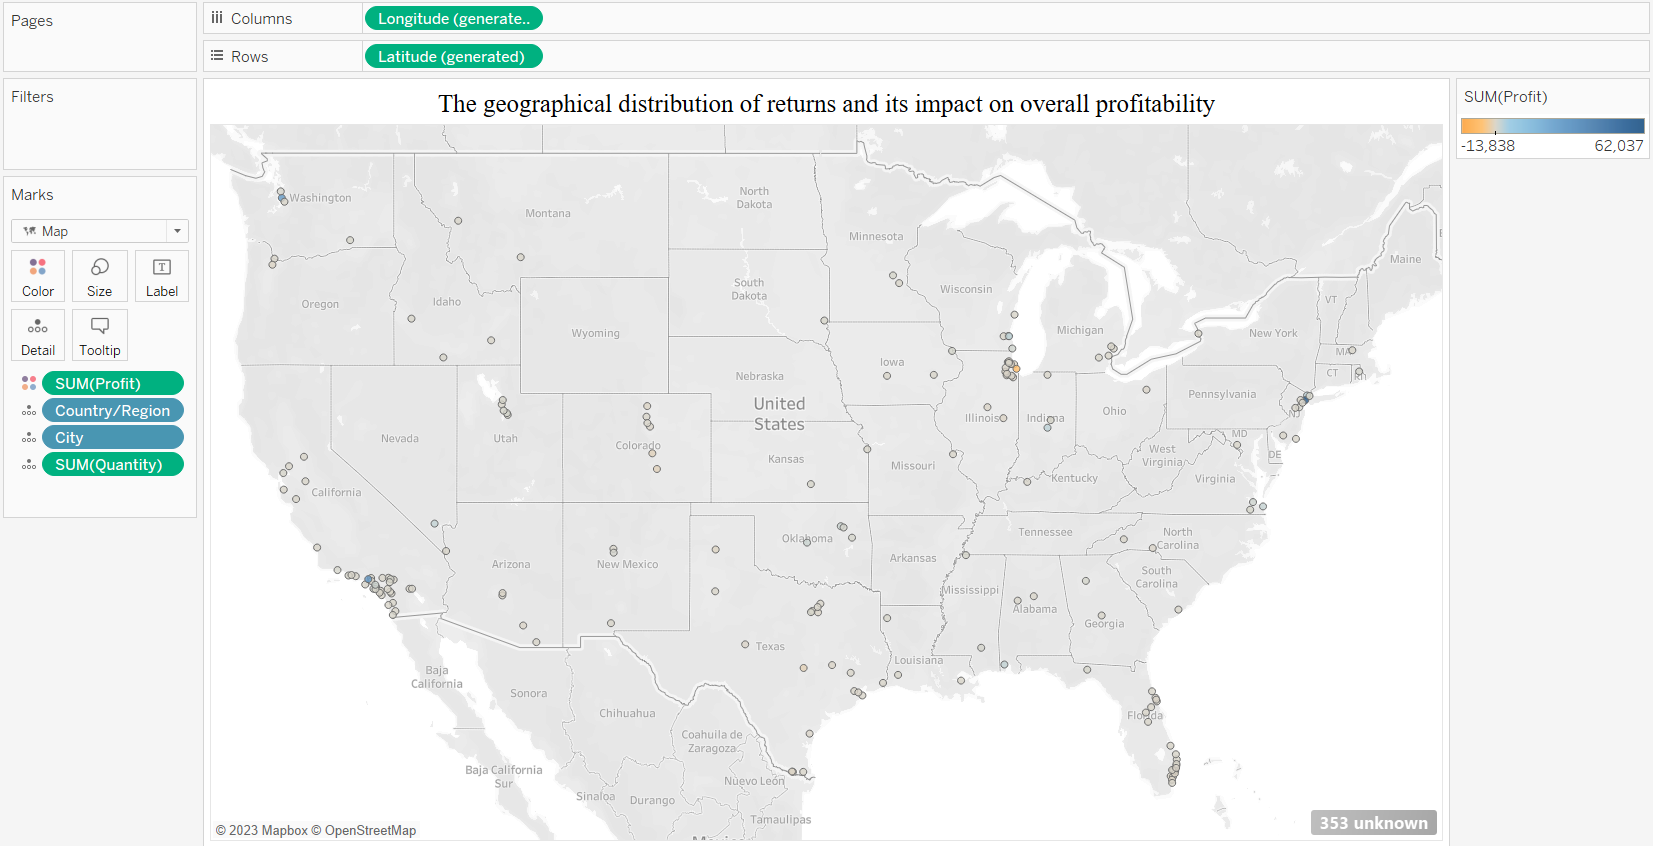 Pages
Columns
Longitude (generate..
Rows
Latitude (generated)
Filters
Marks
Map
Color
Size
Label
Detail
Tooltip
SUM(Profit)
Country/Region
City
SUM(Quantity)
The geographical distribution of returns and its impact on overall profitability
Washington
Montana
North
Dakota
Minnesota
Maine
Oregon
Idaho
South
Dakota
Wisconsin
VT
Wyoming
Michigan
New York
Iowa
MA
CT
RI
Nebraska
Pennsylvania
United
States
Illinois
Indiana
Ohio
NJ
Nevada
Utah
Colorado
MD
DE
Kansas
Missouri
West
Virginia
Virginia
California
Kentucky
Oklahoma
Tennessee
North
Carolina
Arizona
New Mexico
Arkansas
South
Carolina
Mississippi
Alabama
Georgia
Texas
Louisiana
Baja
California
Sonora
Chihuahua
Florida
Coahuila de
Zaragoza
Baja California
Sur
Nuevo León
Sinaloa
Durango
Tamaulipas
© 2023 Mapbox © OpenStreetMap
353 unknown
SUM(Profit)
-13,838
62,037